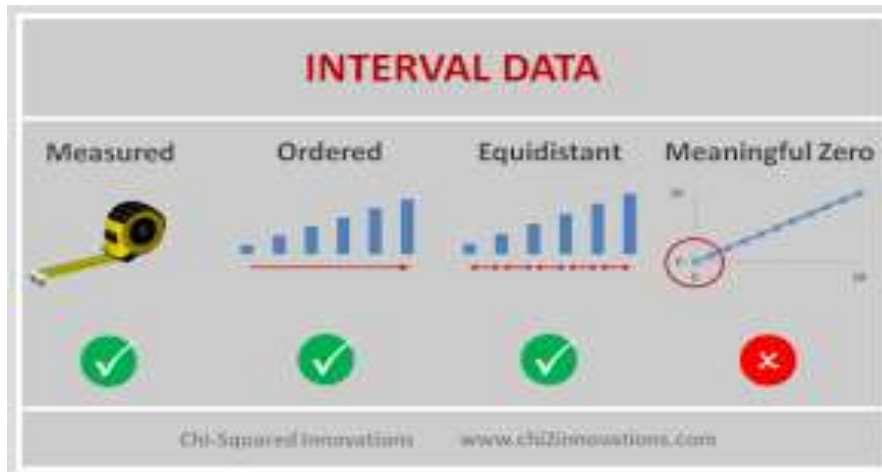 INTERVAL DATA
Measured Ordered Equidistant Meaningful Zero
Chi-Squared Innovations www.chi2innovations.com